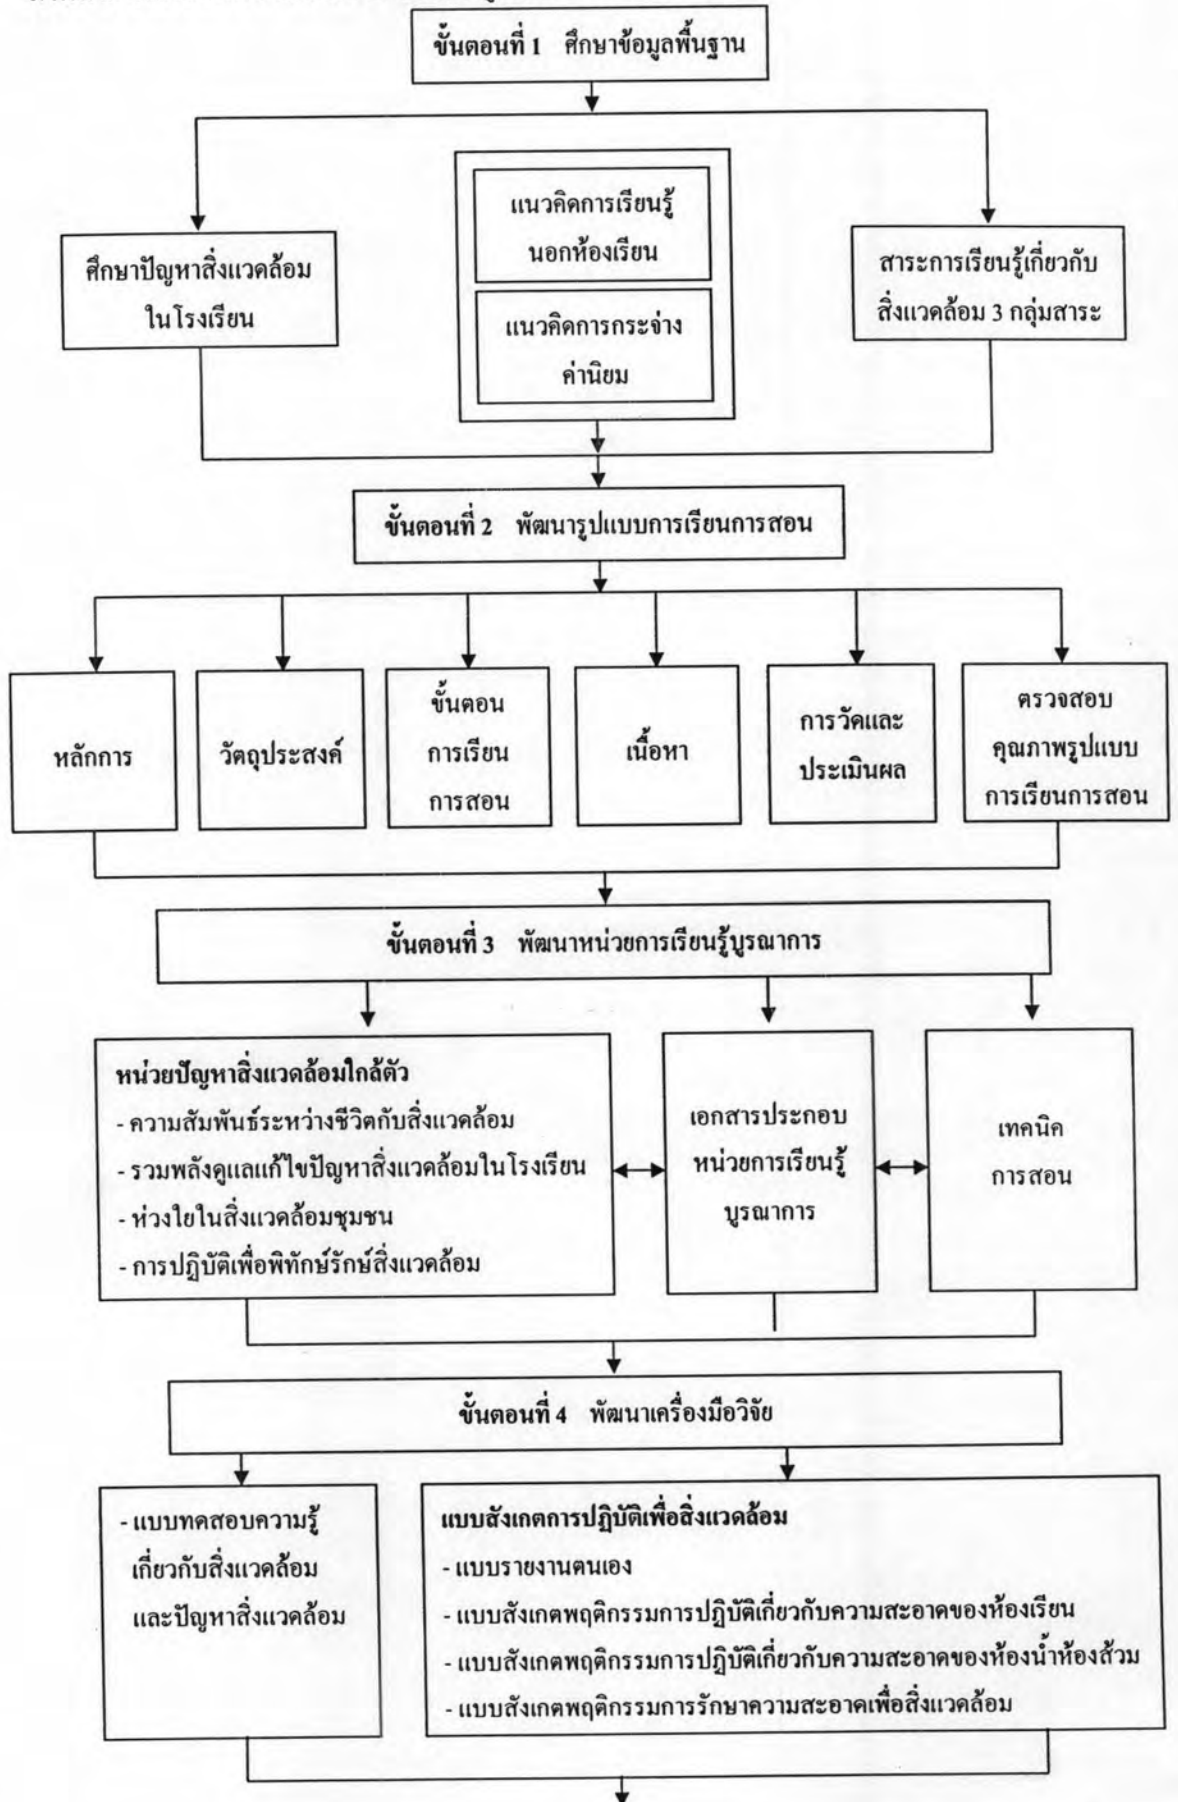 ขั้นตอนที่ 1 ศึกษาข้อมูลพื้นฐาน
ศึกษาปัญหาสิ่งแวดล้อม
ในโรงเรียน
แนวคิดการเรียนรู้
นอกห้องเรียน
แนวคิดการกระจ่าง
ค่านิยม
สาระการเรียนรู้เกี่ยวกับ
สิ่งแวดล้อม 3 กลุ่มสาระ
ขั้นตอนที่ 2 พัฒนารูปแบบการเรียนการสอน
หลักการ
วัตถุประสงค์
ขั้นตอน
การเรียน
การสอน
เนื้อหา
การวัดและ
ประเมินผล
ตรวจสอบ
คุณภาพรูปแบบ
การเรียนการสอน
ขั้นตอนที่ 3 พัฒนาหน่วยการเรียนรู้บูรณาการ
หน่วยปัญหาสิ่งแวดล้อมใกล้ตัว
- ความสัมพันธ์ระหว่างชีวิตกับสิ่งแวดล้อม
- รวมพลังดูแลแก้ไขปัญหาสิ่งแวดล้อมในโรงเรียน
- ห่วงใยในสิ่งแวดล้อมชุมชน
- การปฏิบัติเพื่อพิทักษ์รักษ์สิ่งแวดล้อม
เอกสารประกอบ
หน่วยการเรียนรู้
บูรณาการ
เทคนิค
การสอน
ขั้นตอนที่ 4 พัฒนาเครื่องมือวิจัย
- แบบทดสอบความรู้
เกี่ยวกับสิ่งแวดล้อม
และปัญหาสิ่งแวดล้อม
แบบสังเกตการปฏิบัติเพื่อสิ่งแวดล้อม
- แบบรายงานตนเอง
- แบบสังเกตพฤติกรรมการปฏิบัติเกี่ยวกับความสะอาดของห้องเรียน
- แบบสังเกตพฤติกรรมการปฏิบัติเกี่ยวกับความสะอาดของห้องน้ำห้องส้วม
- แบบสังเกตพฤติกรรมการรักษาความสะอาดเพื่อสิ่งแวดล้อม